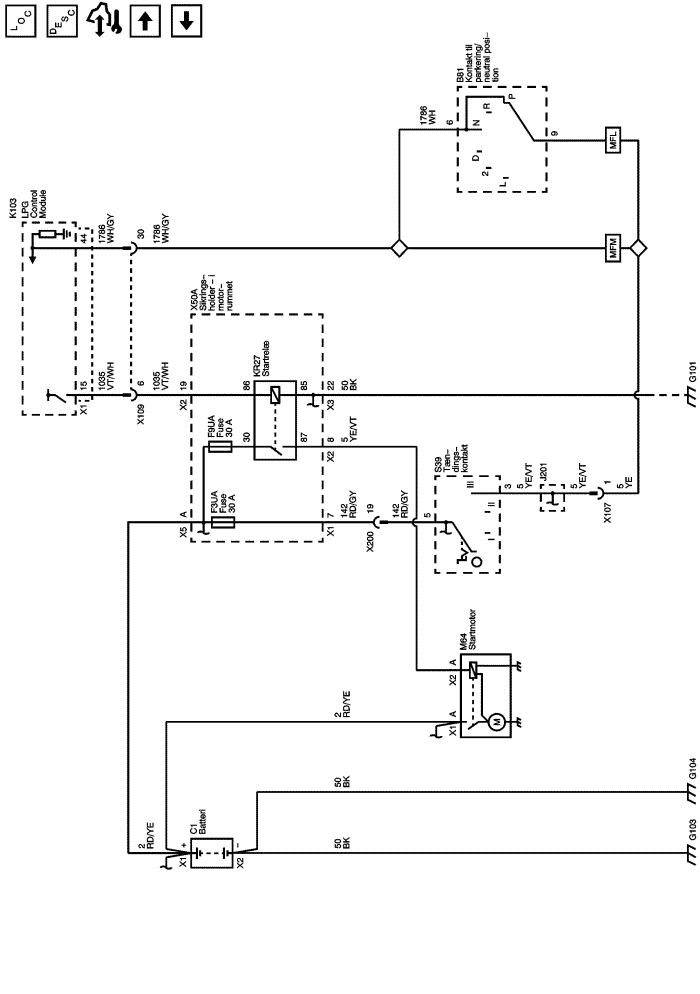 LOC
DESC
B81
Kontakt til
parkering/
neutral posi–
tion
1786
WH
6
N
R
P
D
2
L
9
MFL
MFM
K103
LPG
Control
Module
44
1786
WH/GY
30
1786
WH/GY
X1
15
1035
VT/WH
X109
6
1035
VT/WH
X2
19
X50A
Sikrings–
holder – i
motor–
rummet
KR27
Startrelæ
86
85
30
87
X3
22
50
BK
G101
F9UA
Fuse
30 A
X2
8
5
YE/VT
X5
A
F3UA
Fuse
30 A
X1
7
142
RD/GY
X200
19
142
RD/GY
5
S39
Tæn–
dings–
kontakt
III
II
I
3
5
YE/VT
J201
5
YE/VT
X107
1
5
YE
M64
Startmotor
X2
A
X1
A
M
2
RD/YE
2
RD/YE
C1
Batteri
X1
+
X2
–
50
BK
G104
50
BK
G103